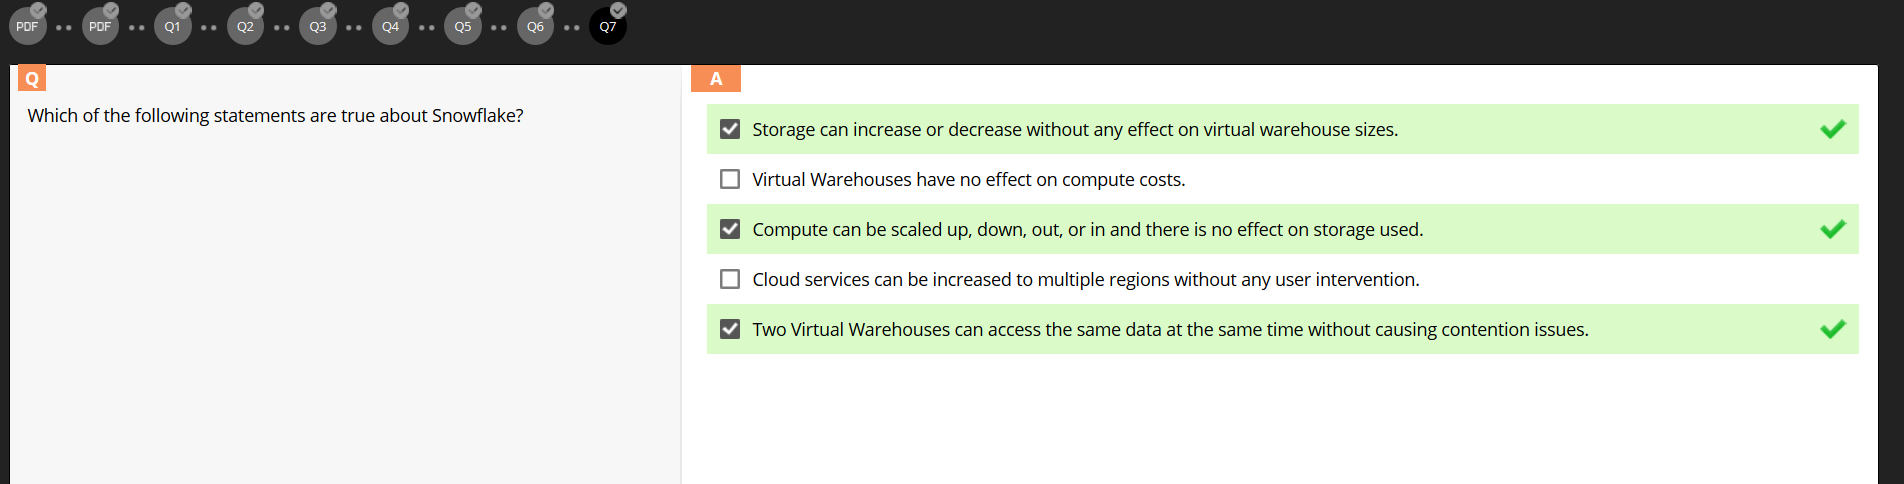 PDF PDF Q1 Q2 Q3 Q4 Q5 Q6 Q7
Q
Which of the following statements are true about Snowflake?
A
Storage can increase or decrease without any effect on virtual warehouse sizes.
Virtual Warehouses have no effect on compute costs.
Compute can be scaled up, down, out, or in and there is no effect on storage used.
Cloud services can be increased to multiple regions without any user intervention.
Two Virtual Warehouses can access the same data at the same time without causing contention issues.